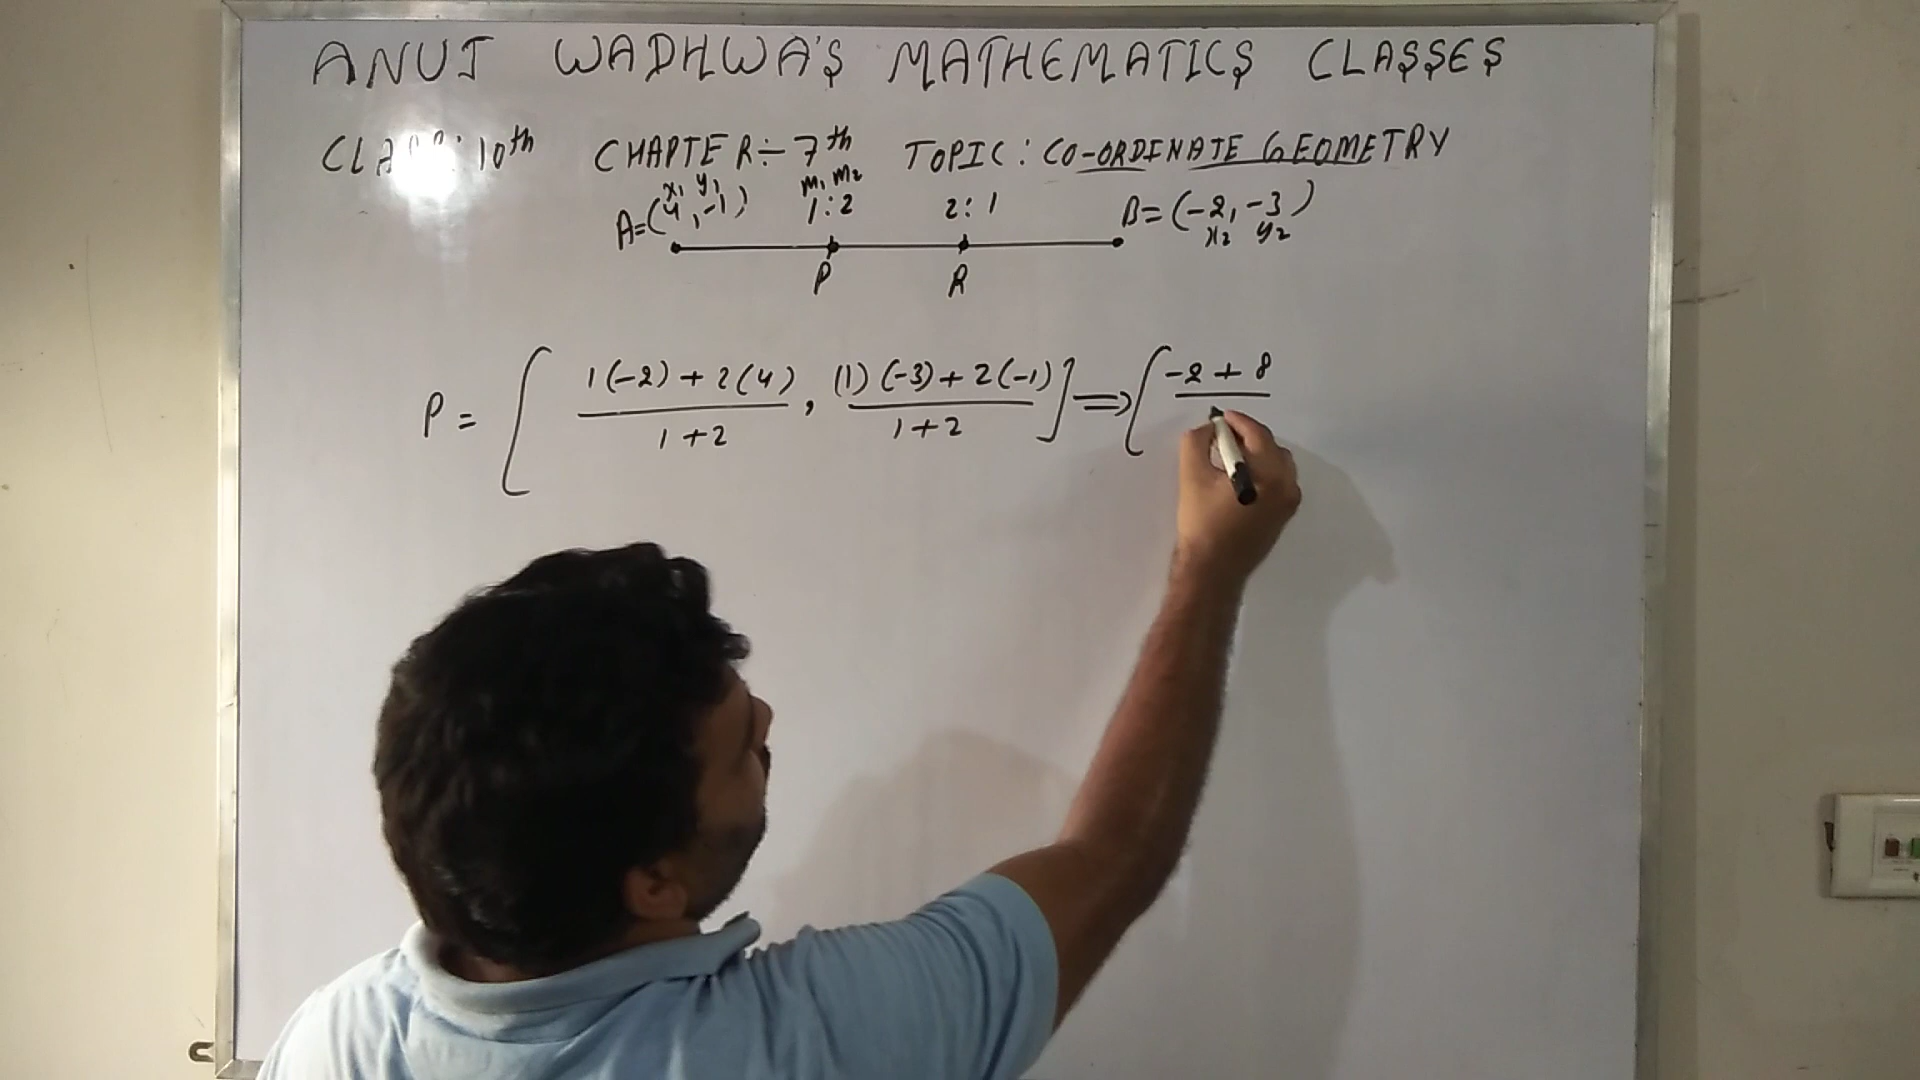 ANUJ WADHWA'S MATHEMATICS CLASSES
10th CHAPTER÷ 7th TOPIC: CO-ORDINATE GEOMETRY
x₁ y₁ m₁ m₂
A=(4,-1) 1:2 2:1 B=(-2,-3)
x₂ y₂
P R
P = [ 1(-2)+2(4) / 1+2 , (1)(-3)+2(-1) / 1+2 ] ⇒ [ -2+8 /